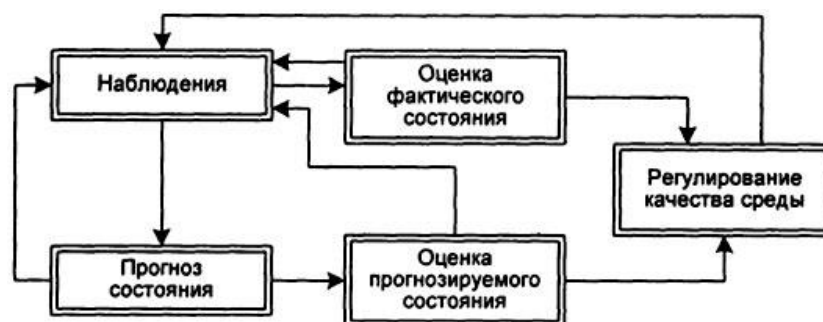 Наблюдения
Оценка
фактического
состояния
Регулирование
качества среды
Прогноз
состояния
Оценка
прогнозируемого
состояния